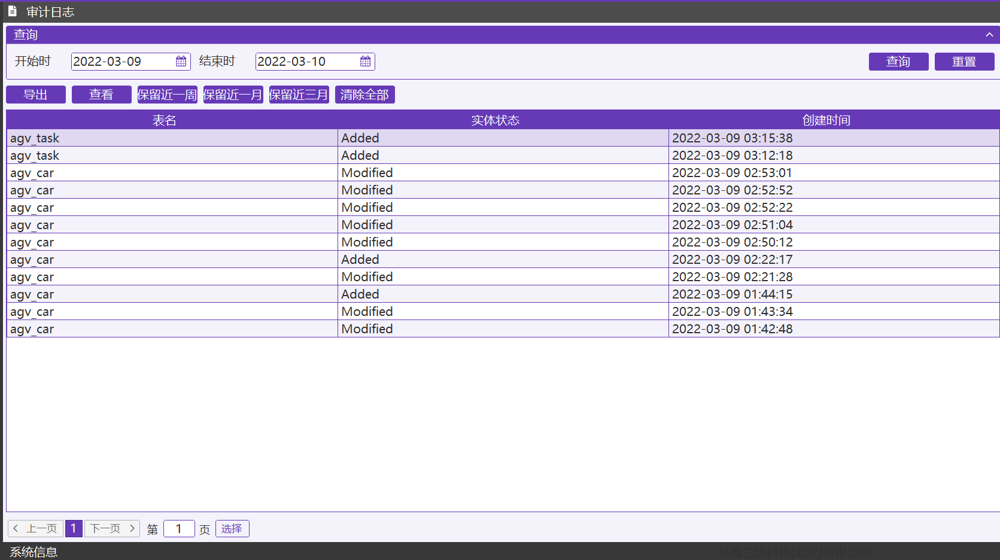 审计日志
查询
开始时 2022-03-09 结束时 2022-03-10 查询 重置
导出 查看 保留近一周 保留近一月 保留近三月 清除全部
表名 实体状态 创建时间
agv_task Added 2022-03-09 03:15:38
agv_task Added 2022-03-09 03:12:18
agv_car Modified 2022-03-09 02:53:01
agv_car Modified 2022-03-09 02:52:52
agv_car Modified 2022-03-09 02:52:22
agv_car Modified 2022-03-09 02:51:04
agv_car Modified 2022-03-09 02:50:12
agv_car Added 2022-03-09 02:22:17
agv_car Modified 2022-03-09 02:21:28
agv_car Added 2022-03-09 01:44:15
agv_car Modified 2022-03-09 01:43:34
agv_car Modified 2022-03-09 01:42:48
上一页 1 下一页 第 1 页 选择
系统信息 法睿兰达科技(武汉)有限公司